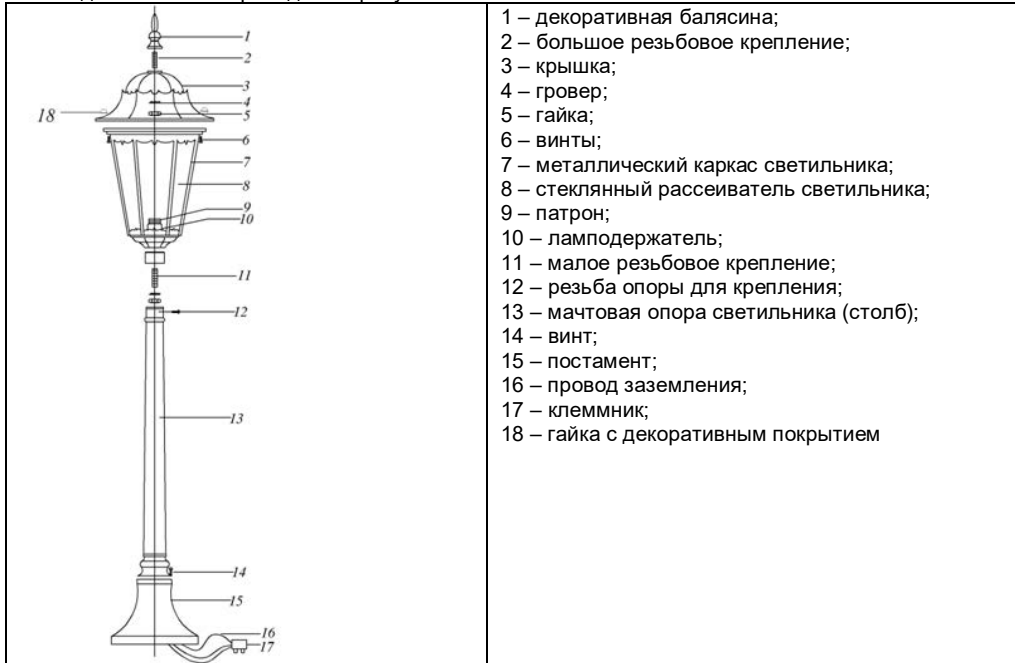 1
2
3
4
18
5
6
7
8
9
10
11
12
13
14
15
16
17
1 – декоративная балясина;
2 – большое резьбовое крепление;
3 – крышка;
4 – гровер;
5 – гайка;
6 – винты;
7 – металлический каркас светильника;
8 – стеклянный рассеиватель светильника;
9 – патрон;
10 – ламподержатель;
11 – малое резьбовое крепление;
12 – резьба опоры для крепления;
13 – мачтовая опора светильника (столб);
14 – винт;
15 – постамент;
16 – провод заземления;
17 – клеммник;
18 – гайка с декоративным покрытием